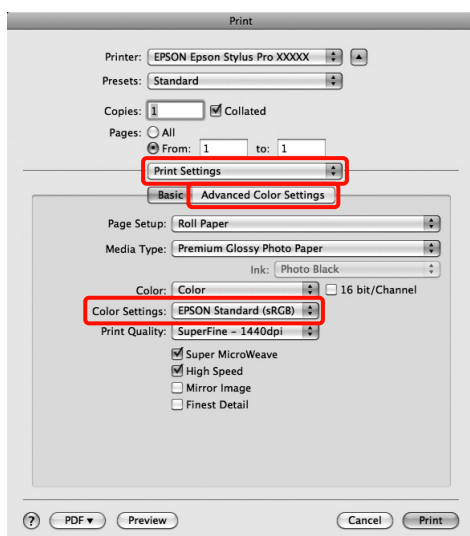 Print
Printer: EPSON Epson Stylus Pro XXXXX
Presets: Standard
Copies: 1 Collated
Pages: All
From: 1 to: 1
Print Settings
Basic Advanced Color Settings
Page Setup: Roll Paper
Media Type: Premium Glossy Photo Paper
Ink: Photo Black
Color: Color 16 bit/Channel
Color Settings: EPSON Standard (sRGB)
Print Quality: SuperFine – 1440dpi
Super MicroWeave
High Speed
Mirror Image
Finest Detail
? PDF Preview Cancel Print